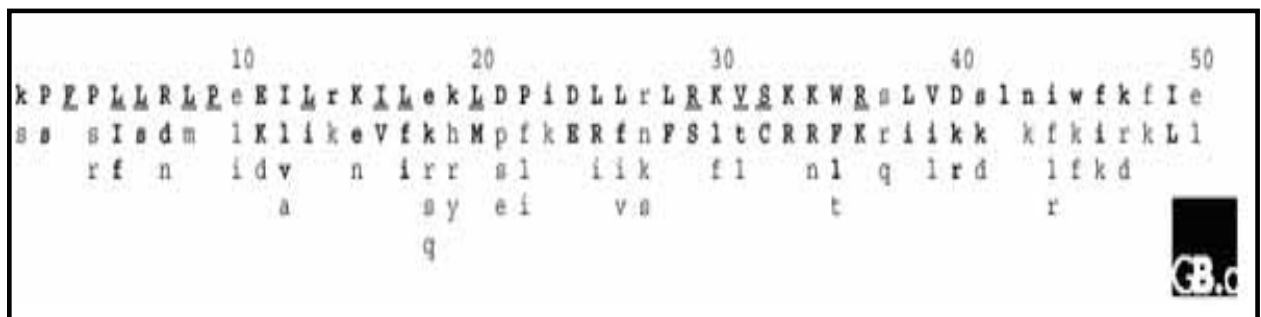 10 20 30 40 50
k P F P L L R L P e E I L r K I L e k L D P i D L L r L R K V S K K W R s L V D s l n i w f k f I e
s s s I s d m l K l i k e V f k h M p f k E R f n F S l t C R R F K r i i k k k f k i r k L l
r f n i d v n i r r s l i i k f l n l q l r d l f k d
a s y e i v s t r
q
GB.